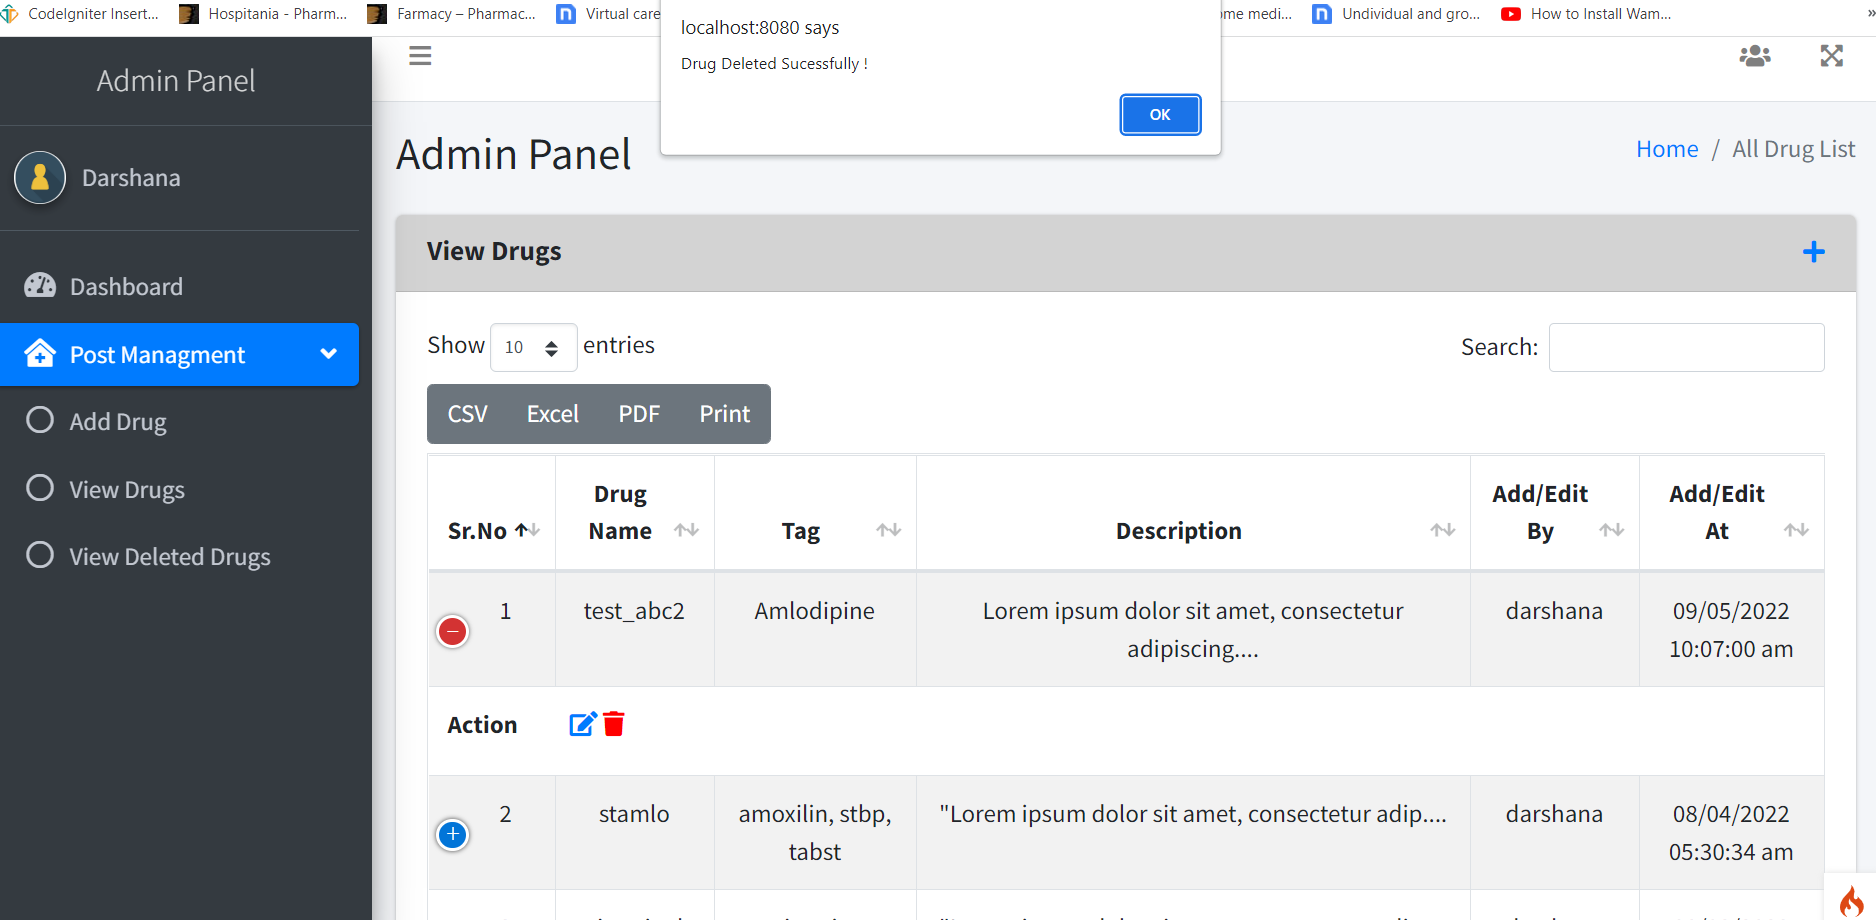 CodeIgniter Insert... Hospitania - Pharm... Farmacy – Pharmac... Virtual care ome medi... Undividual and gro... How to Install Wam... »
localhost:8080 says
Drug Deleted Sucessfully !
OK
Admin Panel
Darshana
Dashboard
Post Managment
Add Drug
View Drugs
View Deleted Drugs
Admin Panel
Home / All Drug List
View Drugs
Show 10 entries
Search:
CSV Excel PDF Print
Sr.No Drug Name Tag Description Add/Edit By Add/Edit At
1 test_abc2 Amlodipine Lorem ipsum dolor sit amet, consectetur adipiscing.... darshana 09/05/2022 10:07:00 am
Action
2 stamlo amoxilin, stbp, tabst "Lorem ipsum dolor sit amet, consectetur adip.... darshana 08/04/2022 05:30:34 am